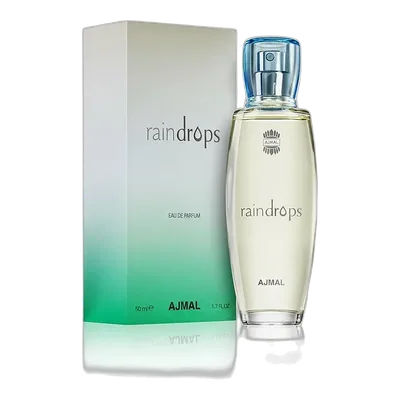 raindrops
EAU DE PARFUM
AJMAL
50 ml e 1.7 FL.OZ.
AJMAL
raindrops
AJMAL